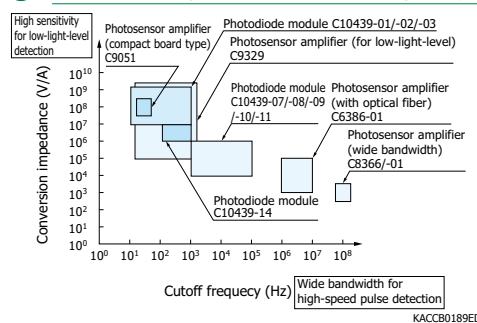 High sensitivity
for low-level-light
detection
Photosensor amplifier
(compact board type)
C9051
Photodiode module C10439-01/-02/-03
Photosensor amplifier (for low-light-level)
C9329
Photodiode module
C10439-07/-08/-09
/-10/-11
Photosensor amplifier
(with optical fiber)
C6386-01
Photosensor amplifier
(wide bandwidth)
C8366/-01
Photodiode module
C10439-14
Conversion impedance (V/A)
10¹⁰
10⁹
10⁸
10⁷
10⁶
10⁵
10⁴
10³
10²
10¹
10⁰
10⁰ 10¹ 10² 10³ 10⁴ 10⁵ 10⁶ 10⁷ 10⁸
Cutoff frequecy (Hz)
Wide bandwidth for
high-speed pulse detection
KACCB0189ED